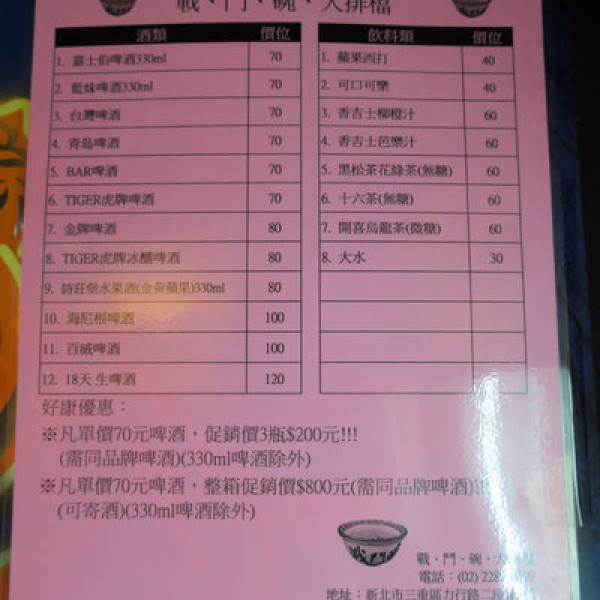 戰、鬥、碗、大排檔
酒類 價位
1. 嘉士伯啤酒330ml 70
2. 藍妹啤酒330ml 70
3. 台灣啤酒 70
4. 青島啤酒 70
5. BAR啤酒 70
6. TIGER虎牌啤酒 70
7. 金牌啤酒 80
8. TIGER虎牌冰釀啤酒 80
9. 詩莊堡水果酒(金黃蘋果)330ml 80
10. 海尼根啤酒 100
11. 百威啤酒 100
12. 18天 生啤酒 120
飲料類 價位
1. 蘋果西打 40
2. 可口可樂 40
3. 香吉士柳橙汁 60
4. 香吉士芭樂汁 60
5. 黑松茶花綠茶(無糖) 60
6. 十六茶(無糖) 60
7. 開喜烏龍茶(微糖) 60
8. 大水 30
好康優惠：
※凡單價70元啤酒，促銷價3瓶$200元!!!
(需同品牌啤酒)(330ml啤酒除外)
※凡單價70元啤酒，整箱促銷價$800元(需同品牌啤酒)!!!
(可寄酒)(330ml啤酒除外)
戰、鬥、碗、大
電話：(02)
地址：新北市三重區力行路二段